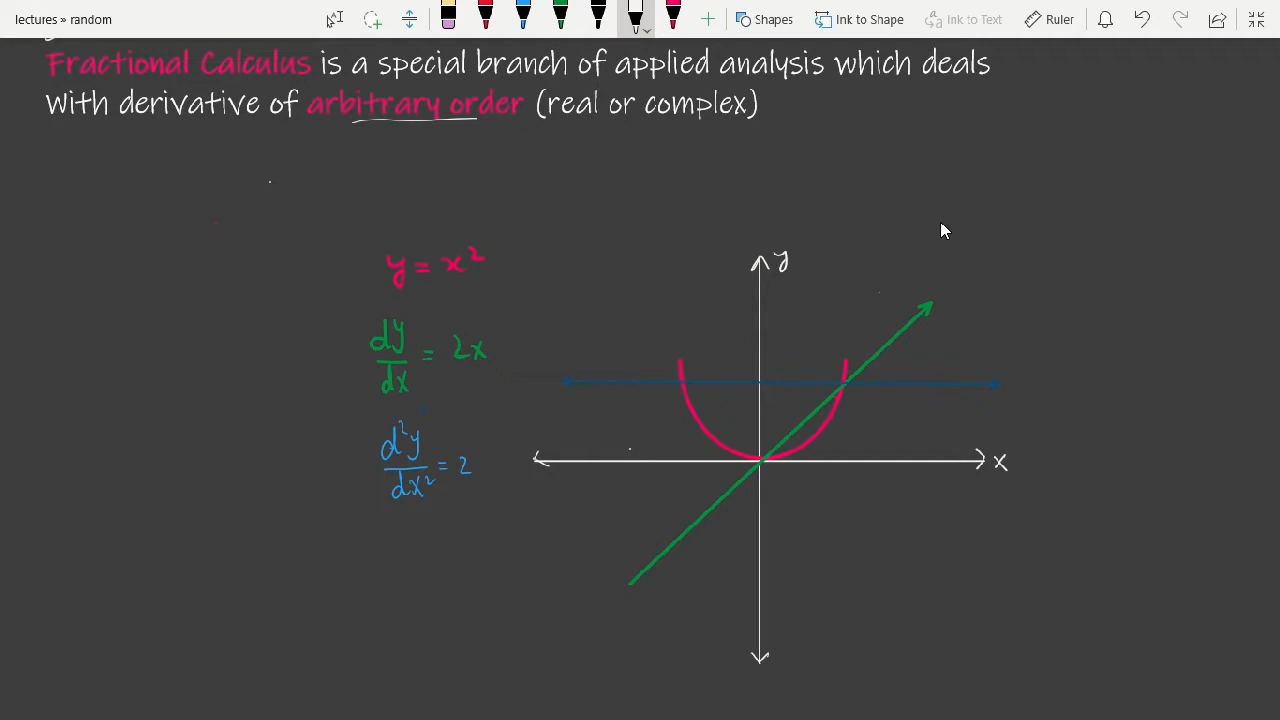 lectures » random
Shapes
Ink to Shape
Ink to Text
Ruler
Fractional Calculus is a special branch of applied analysis which deals
With derivative of arbitrary order (real or complex)
y = x²
dy/dx = 2x
d²y/dx² = 2
y
x